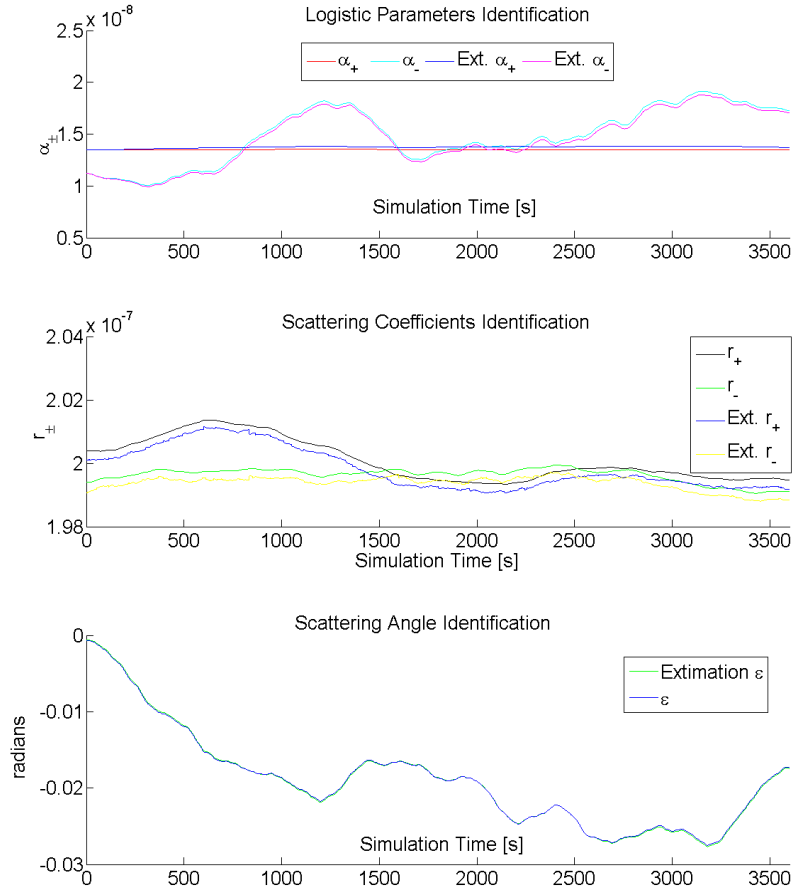 Logistic Parameters Identification
x 10^-8
2.5
2
1.5
1
0.5
α±
α+ α- Ext. α+ Ext. α-
Simulation Time [s]
0 500 1000 1500 2000 2500 3000 3500
Scattering Coefficients Identification
x 10^-7
2.04
2.02
2
1.98
r±
r+
r-
Ext. r+
Ext. r-
0 500 1000 1500 2000 2500 3000 3500
Simulation Time [s]
Scattering Angle Identification
0
-0.01
-0.02
-0.03
radians
Extimation ε
ε
Simulation Time [s]
0 500 1000 1500 2000 2500 3000 3500